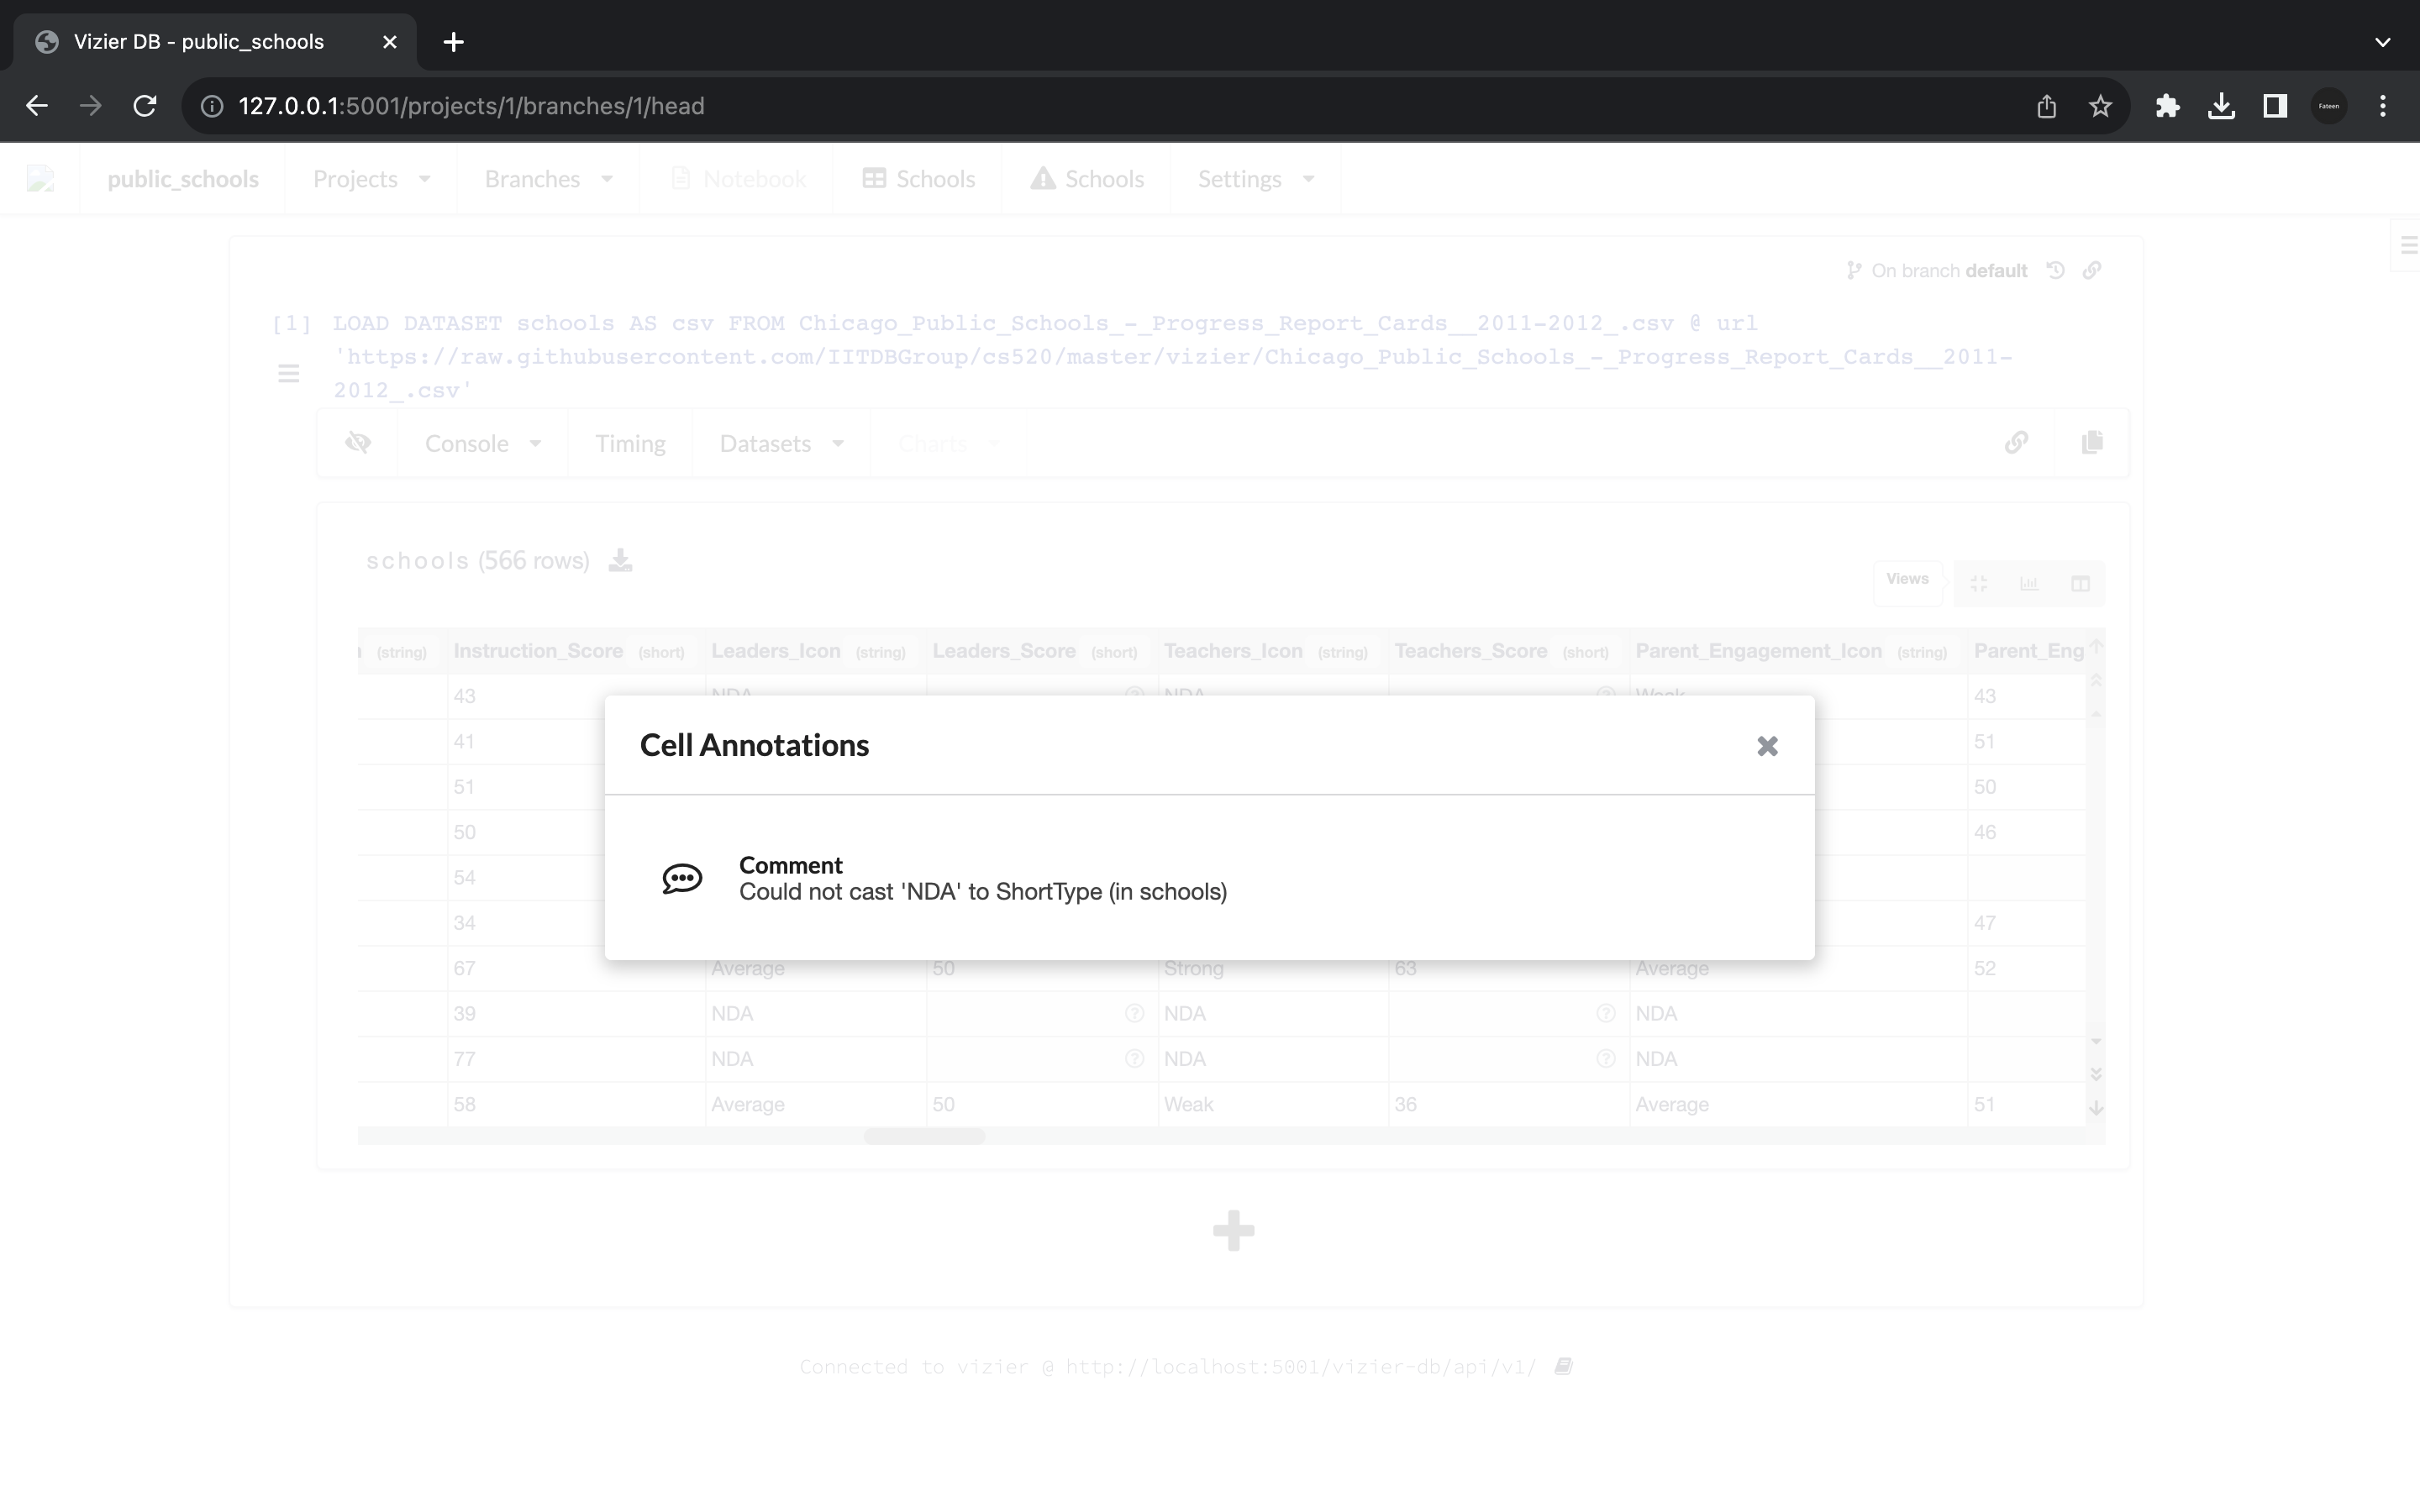 Vizier DB - public_schools
127.0.0.1:5001/projects/1/branches/1/head
Fateen
public_schools Projects Branches Notebook Schools Schools Settings
On branch default
[1] LOAD DATASET schools AS csv FROM Chicago_Public_Schools_-_Progress_Report_Cards__2011-2012_.csv @ url
'https://raw.githubusercontent.com/IITDBGroup/cs520/master/vizier/Chicago_Public_Schools_-_Progress_Report_Cards__2011-
2012_.csv'
Console Timing Datasets Charts
schools (566 rows)
Views
(string) Instruction_Score (short) Leaders_Icon (string) Leaders_Score (short) Teachers_Icon (string) Teachers_Score (short) Parent_Engagement_Icon (string) Parent_Eng
43 NDA NDA Weak 43
Cell Annotations
41 51
51 50
50 46
Comment
54
Could not cast 'NDA' to ShortType (in schools)
34 47
67 Average 50 Strong 63 Average 52
39 NDA NDA NDA
77 NDA NDA NDA
58 Average 50 Weak 36 Average 51
Connected to vizier @ http://localhost:5001/vizier-db/api/v1/